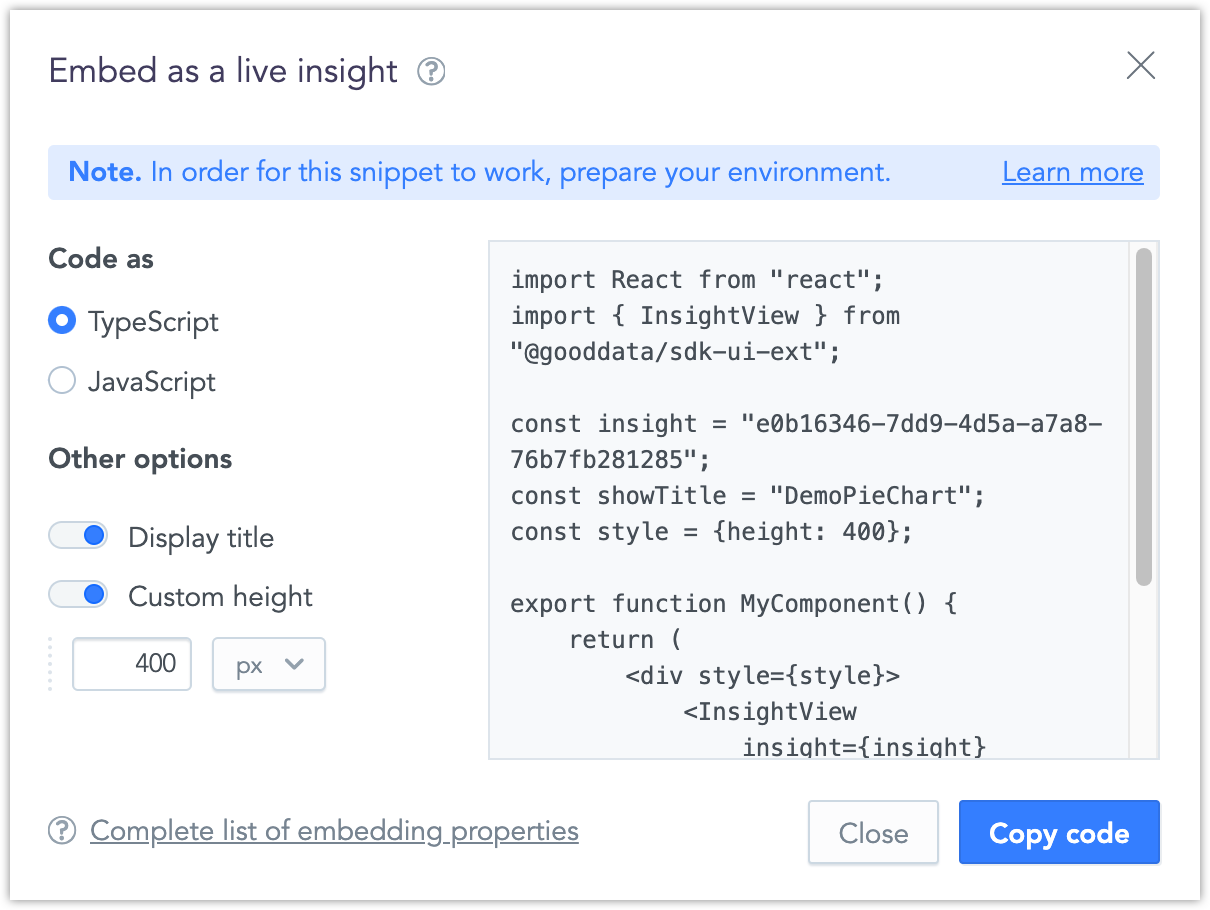 Embed as a live insight
Note. In order for this snippet to work, prepare your environment. Learn more
Code as
TypeScript
JavaScript
Other options
Display title
Custom height
400 px
import React from "react";
import { InsightView } from
"@gooddata/sdk-ui-ext";
const insight = "e0b16346-7dd9-4d5a-a7a8-
76b7fb281285";
const showTitle = "DemoPieChart";
const style = {height: 400};
export function MyComponent() {
return (
<div style={style}>
<InsightView
insight={insight}
Complete list of embedding properties
Close
Copy code